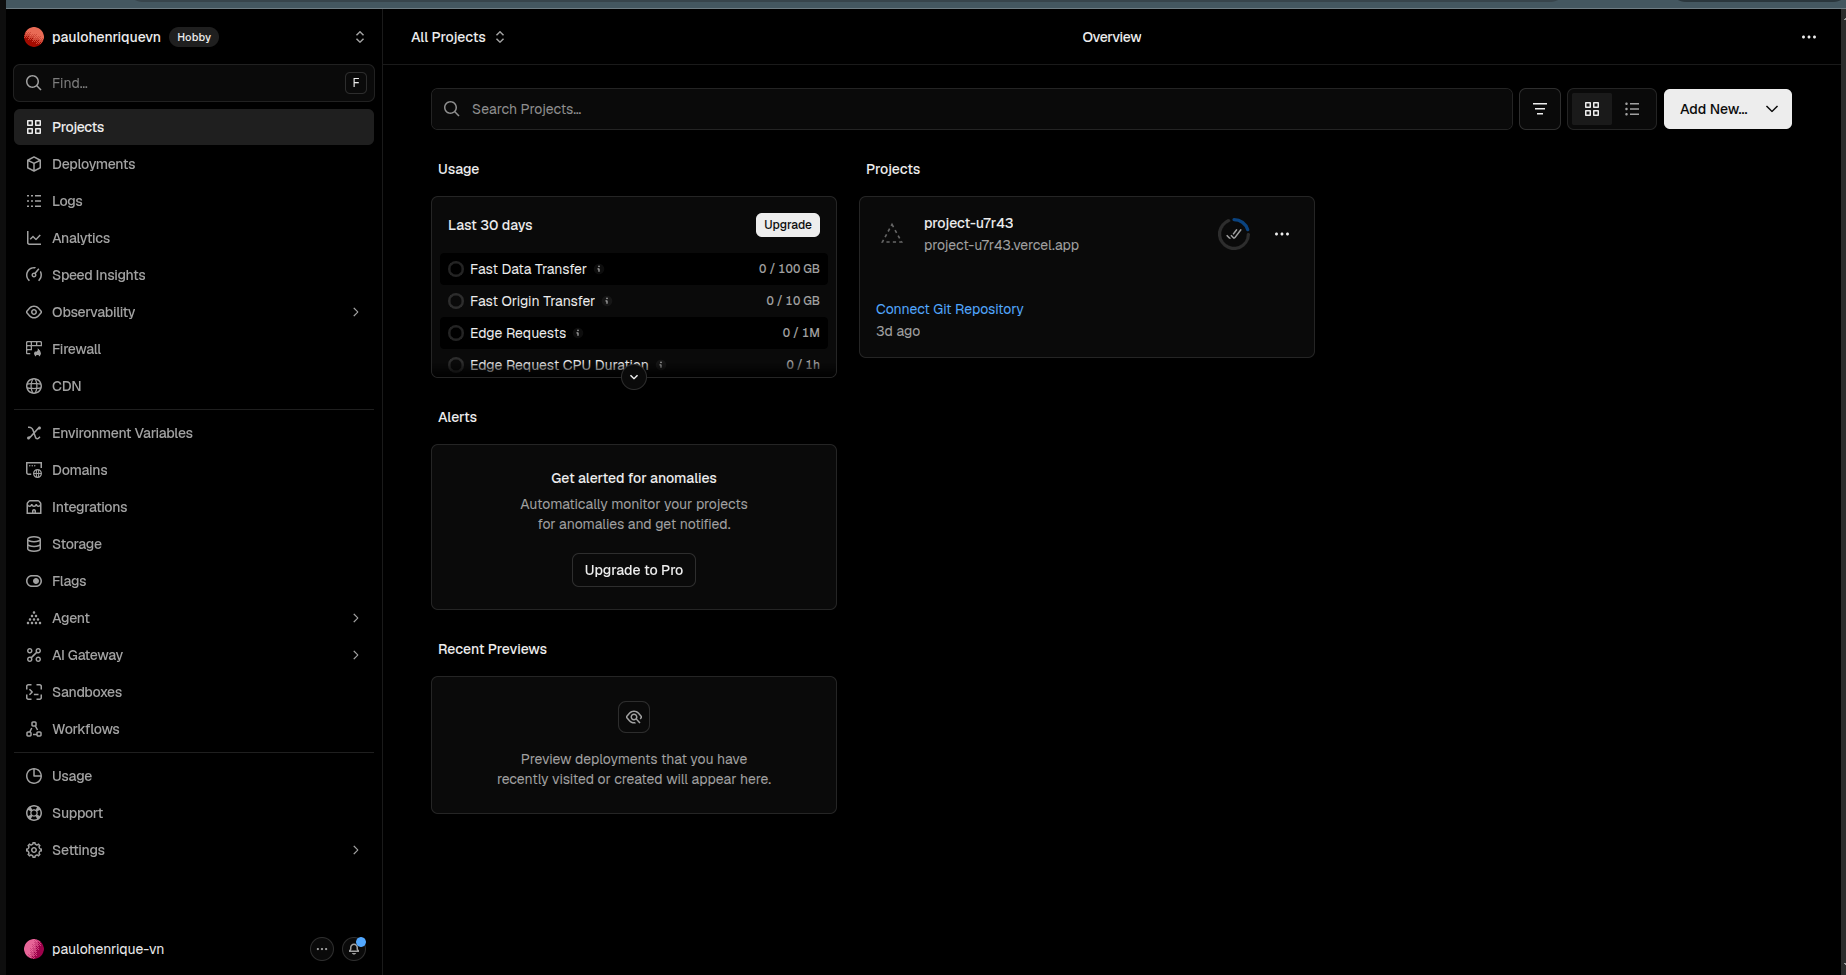 paulohenriquevn Hobby
Find... F
Projects
Deployments
Logs
Analytics
Speed Insights
Observability
Firewall
CDN
Environment Variables
Domains
Integrations
Storage
Flags
Agent
AI Gateway
Sandboxes
Workflows
Usage
Support
Settings
paulohenrique-vn
All Projects
Overview
Search Projects...
Add New...
Usage
Last 30 days Upgrade
Fast Data Transfer 0 / 100 GB
Fast Origin Transfer 0 / 10 GB
Edge Requests 0 / 1M
Edge Request CPU Duration 0 / 1h
Alerts
Get alerted for anomalies
Automatically monitor your projects
for anomalies and get notified.
Upgrade to Pro
Recent Previews
Preview deployments that you have
recently visited or created will appear here.
Projects
project-u7r43
project-u7r43.vercel.app
Connect Git Repository
3d ago